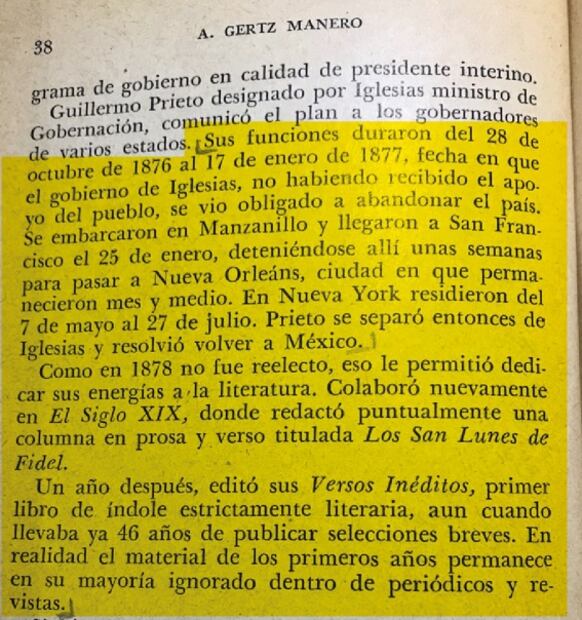 38
A. GERTZ MANERO
grama de gobierno en calidad de presidente interino.
Guillermo Prieto designado por Iglesias ministro de
Gobernación, comunicó el plan a los gobernadores
de varios estados. Sus funciones duraron del 28 de
octubre de 1876 al 17 de enero de 1877, fecha en que
el gobierno de Iglesias, no habiendo recibido el apo-
yo del pueblo, se vio obligado a abandonar el país.
Se embarcaron en Manzanillo y llegaron a San Fran-
cisco el 25 de enero, deteniéndose allí unas semanas
para pasar a Nueva Orleáns, ciudad en que perma-
necieron mes y medio. En Nueva York residieron del
7 de mayo al 27 de julio. Prieto se separó entonces de
Iglesias y resolvió volver a México.
Como en 1878 no fue reelecto, eso le permitió dedi-
car sus energías a la literatura. Colaboró nuevamente
en El Siglo XIX, donde redactó puntualmente una
columna en prosa y verso titulada Los San Lunes de
Fidel.
Un año después, editó sus Versos Inéditos, primer
libro de índole estrictamente literaria, aun cuando
llevaba ya 46 años de publicar selecciones breves. En
realidad el material de los primeros años permanece
en su mayoría ignorado dentro de periódicos y re-
vistas.